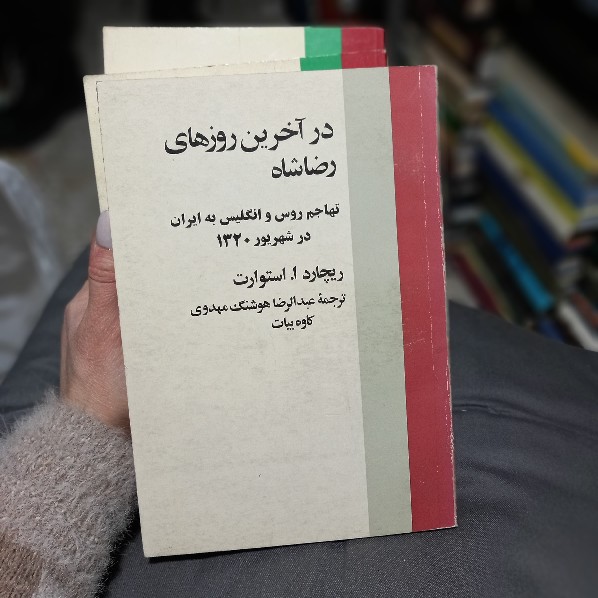 در آخرین روزهای
رضاشاه
تهاجم روس و انگلیس به ایران
در شهریور ۱۳۲۰
ریچارد ا. استوارت
ترجمهٔ عبدالرضا هوشنگ مهدوی
کاوه بیات